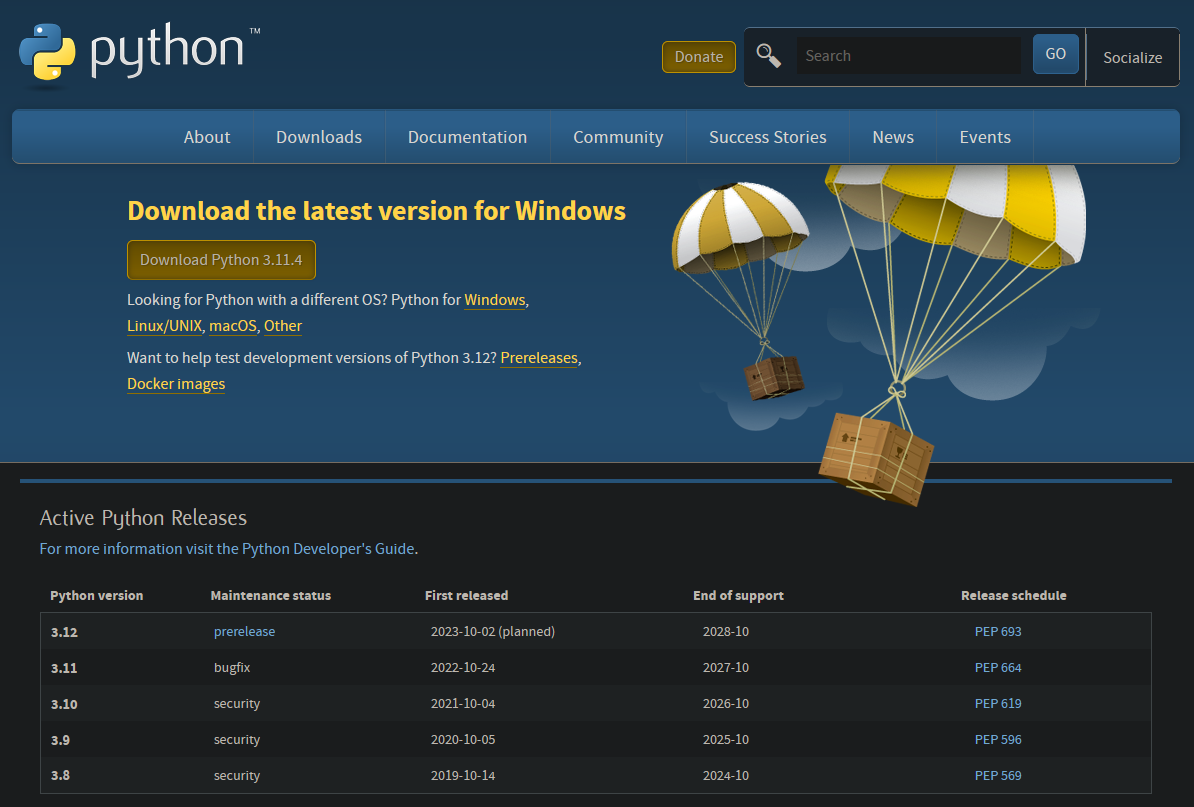 python™
Donate
Search
GO
Socialize
About Downloads Documentation Community Success Stories News Events
Download the latest version for Windows
Download Python 3.11.4
Looking for Python with a different OS? Python for Windows,
Linux/UNIX, macOS, Other
Want to help test development versions of Python 3.12? Prereleases,
Docker images
Active Python Releases
For more information visit the Python Developer's Guide.
Python version Maintenance status First released End of support Release schedule
3.12 prerelease 2023-10-02 (planned) 2028-10 PEP 693
3.11 bugfix 2022-10-24 2027-10 PEP 664
3.10 security 2021-10-04 2026-10 PEP 619
3.9 security 2020-10-05 2025-10 PEP 596
3.8 security 2019-10-14 2024-10 PEP 569